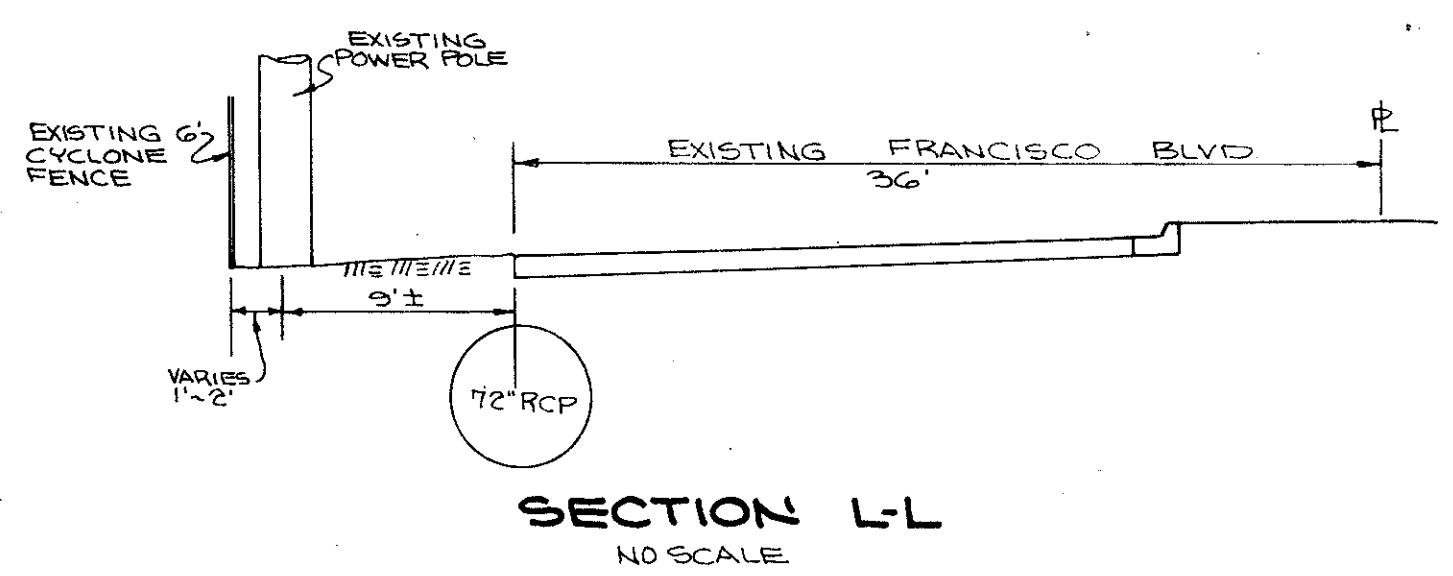 EXISTING
POWER POLE
EXISTING 6'
CYCLONE
FENCE
PL
EXISTING FRANCISCO BLVD
36'
9'±
VARIES
1'~2'
72" RCP
SECTION L-L
NO SCALE